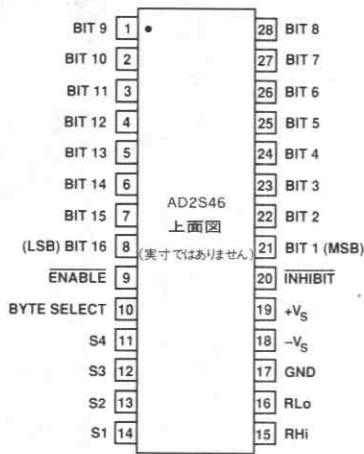 BIT 9 1 28 BIT 8
BIT 10 2 27 BIT 7
BIT 11 3 26 BIT 6
BIT 12 4 25 BIT 5
BIT 13 5 24 BIT 4
BIT 14 6 AD2S46 23 BIT 3
BIT 15 7 上面図 22 BIT 2
(LSB) BIT 16 8 (実寸ではありません) 21 BIT 1 (MSB)
ENABLE 9 20 INHIBIT
BYTE SELECT 10 19 +VS
S4 11 18 −VS
S3 12 17 GND
S2 13 16 RLo
S1 14 15 RHi